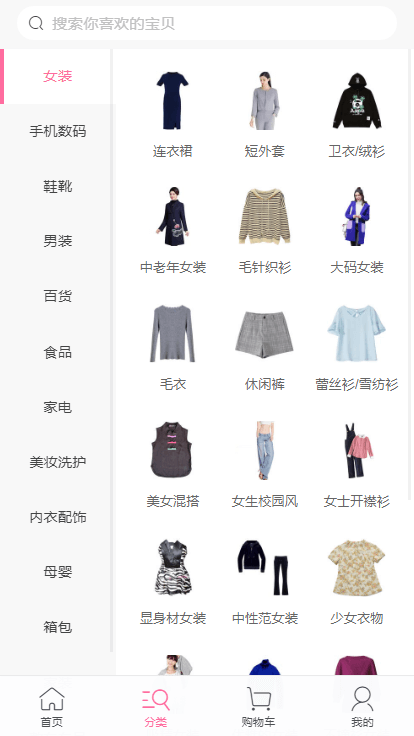 搜索你喜欢的宝贝
女装
手机数码
鞋靴
男装
百货
食品
家电
美妆洗护
内衣配饰
母婴
箱包
连衣裙
短外套
卫衣/绒衫
中老年女装
毛针织衫
大码女装
毛衣
休闲裤
蕾丝衫/雪纺衫
美女混搭
女生校园风
女士开襟衫
显身材女装
中性范女装
少女衣物
首页
分类
购物车
我的